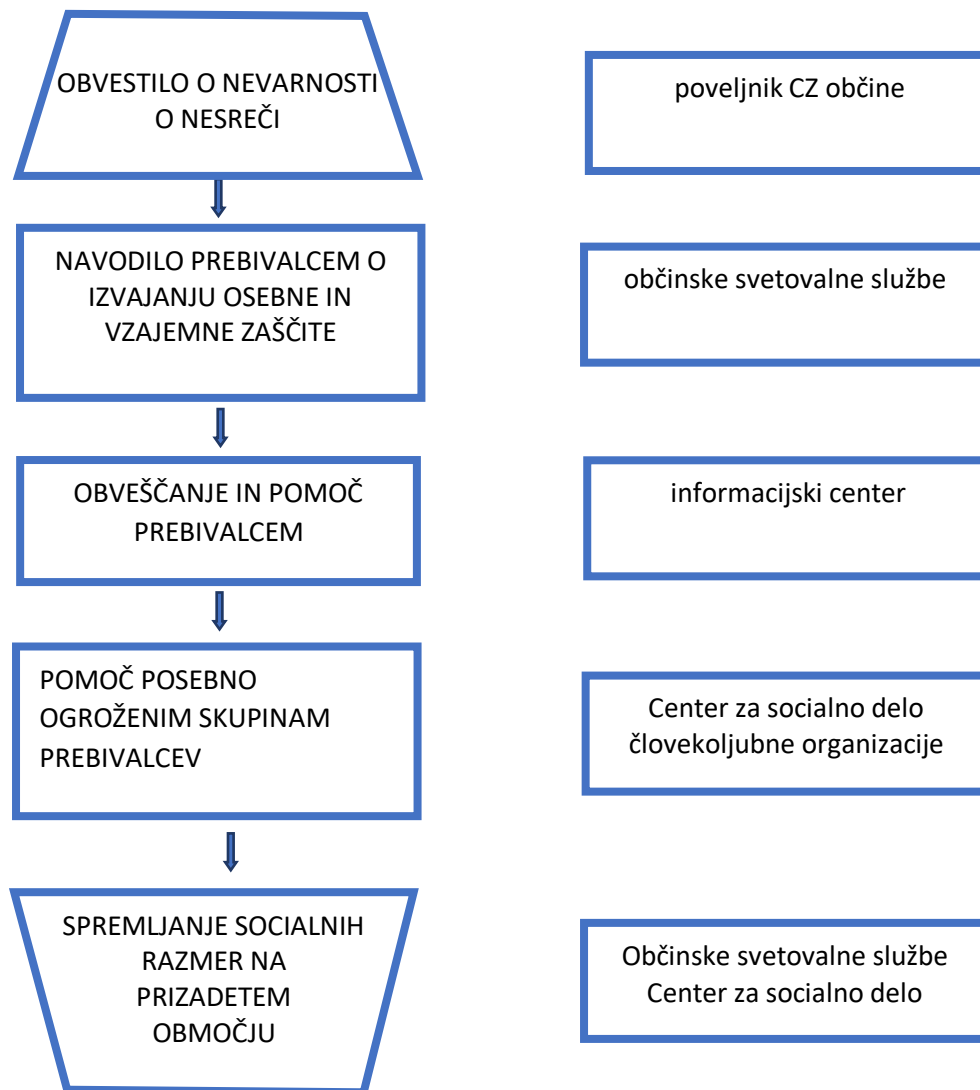 OBVESTILO O NEVARNOSTI
O NESREČI
poveljnik CZ občine
NAVODILO PREBIVALCEM O
IZVAJANJU OSEBNE IN
VZAJEMNE ZAŠČITE
občinske svetovalne službe
OBVEŠČANJE IN POMOČ
PREBIVALCEM
informacijski center
POMOČ POSEBNO
OGROŽENIM SKUPINAM
PREBIVALCEV
Center za socialno delo
človekoljubne organizacije
SPREMLJANJE SOCIALNIH
RAZMER NA
PRIZADETEM
OBMOČJU
Občinske svetovalne službe
Center za socialno delo